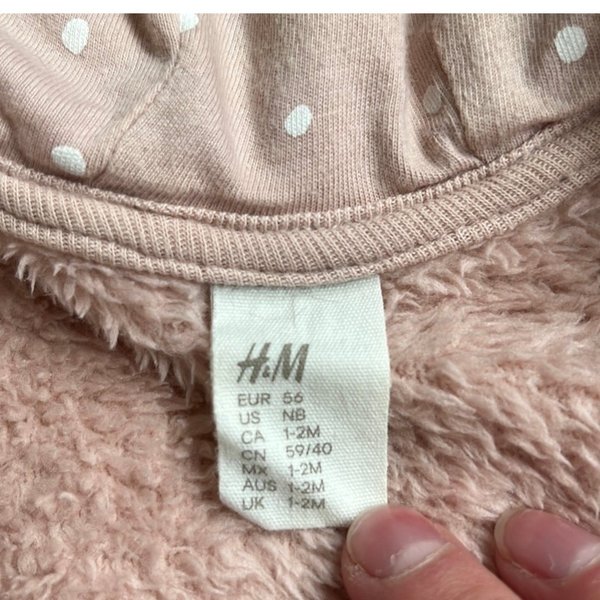 H&M
EUR 56
US NB
CA 1-2M
CN 59/40
Mx 1-2M
AUS 1-2M
UK 1-2M